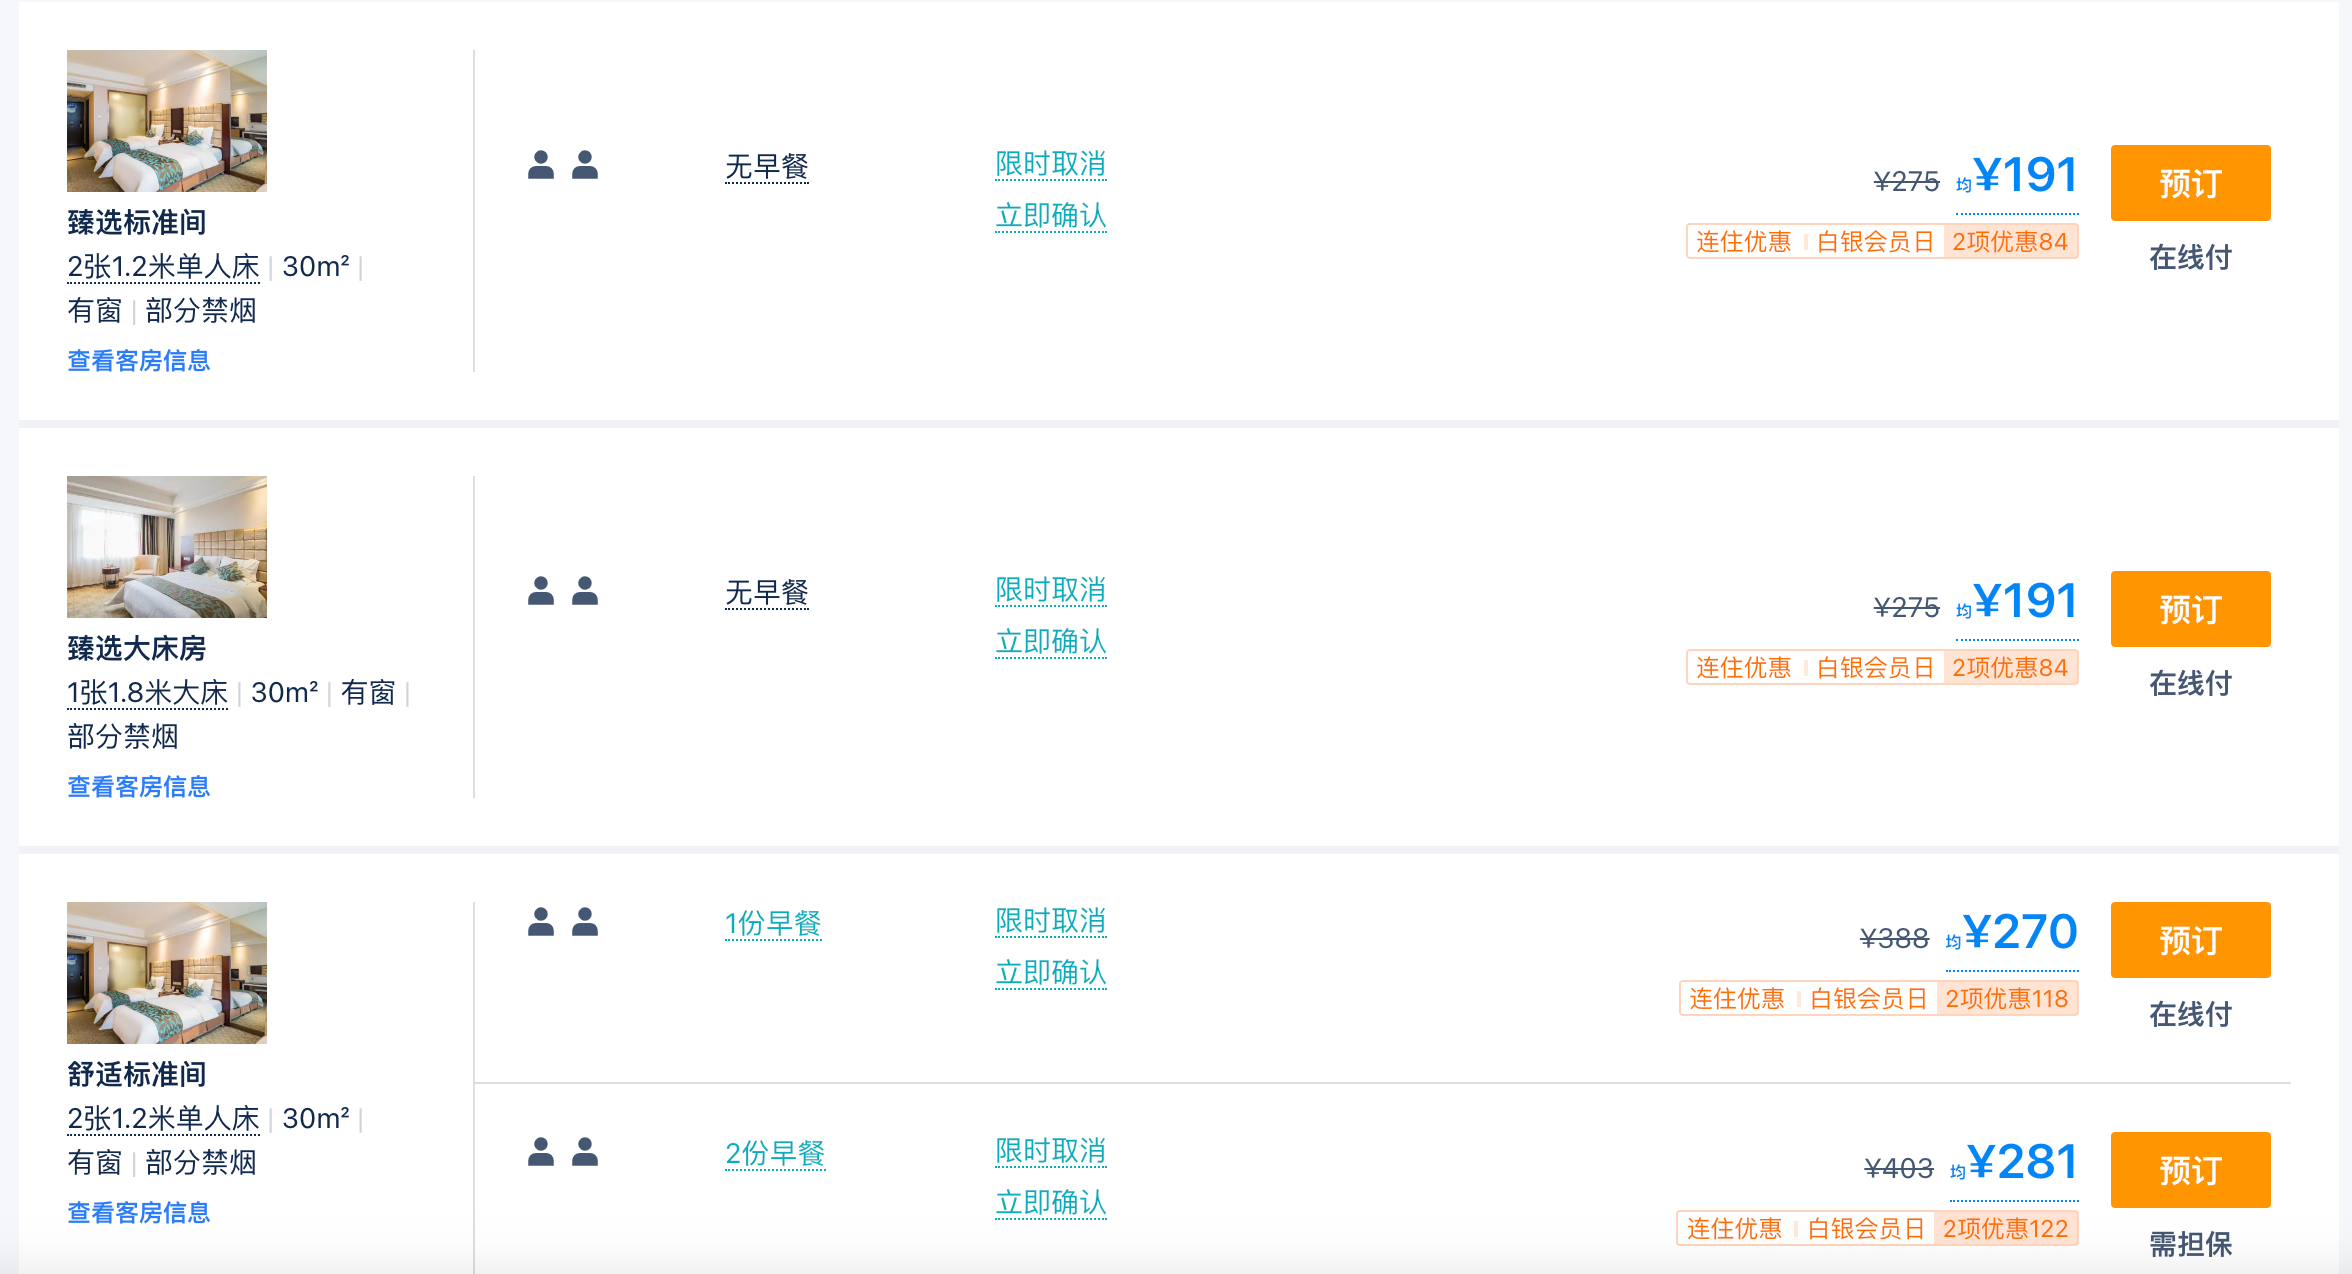 臻选标准间
2张1.2米单人床 | 30m² |
有窗 | 部分禁烟
查看客房信息
无早餐
限时取消
立即确认
¥275 均¥191
连住优惠 | 白银会员日 2项优惠84
预订
在线付
臻选大床房
1张1.8米大床 | 30m² | 有窗 |
部分禁烟
查看客房信息
无早餐
限时取消
立即确认
¥275 均¥191
连住优惠 | 白银会员日 2项优惠84
预订
在线付
舒适标准间
2张1.2米单人床 | 30m² |
有窗 | 部分禁烟
查看客房信息
1份早餐
限时取消
立即确认
¥388 均¥270
连住优惠 | 白银会员日 2项优惠118
预订
在线付
2份早餐
限时取消
立即确认
¥403 均¥281
连住优惠 | 白银会员日 2项优惠122
预订
需担保